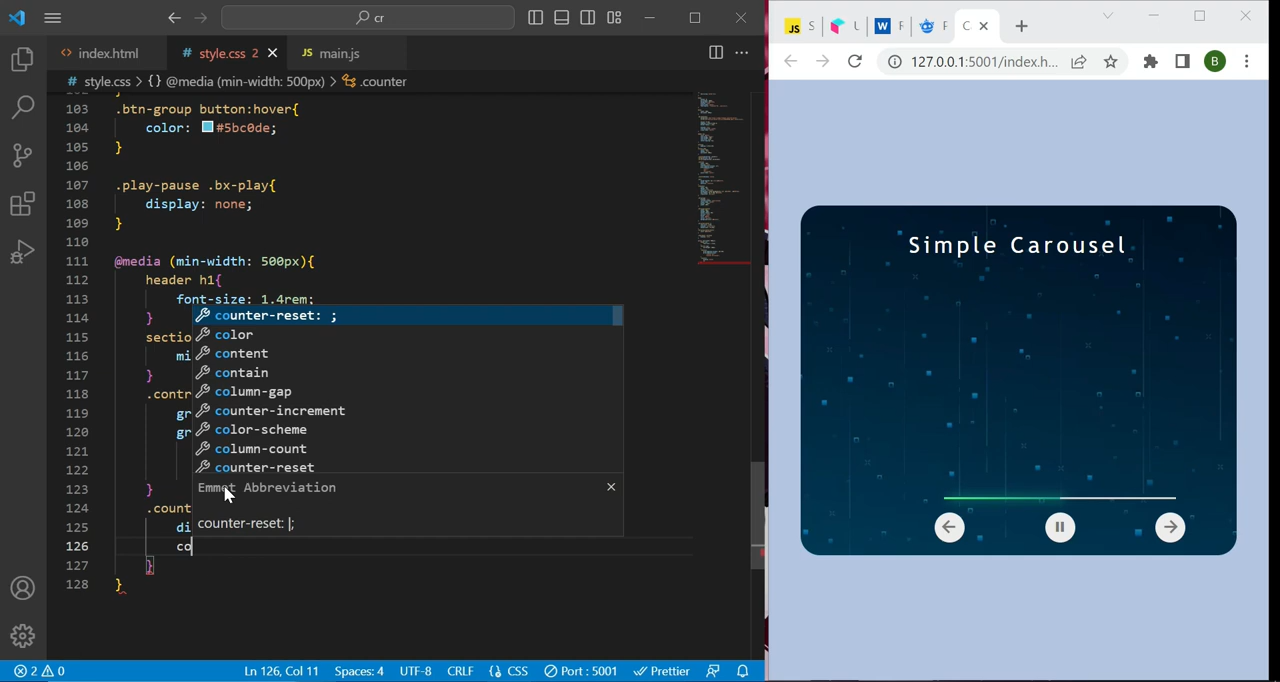 cr
index.html
# style.css 2
JS main.js
# style.css > {} @media (min-width: 500px) > .counter
103 .btn-group button:hover{
104 color: #5bc0de;
105 }
106
107 .play-pause .bx-play{
108 display: none;
109 }
110
111 @media (min-width: 500px){
112 header h1{
113 font-size: 1.4rem;
114 }
115 sectio
116 mi
117 }
118 .contr
119 gr
120 gr
121
122
123 }
124 .count
125 di
126 co
127 }
128 }
counter-reset: ;
color
content
contain
column-gap
counter-increment
color-scheme
column-count
counter-reset
Emmet Abbreviation
counter-reset: |;
2 0
Ln 126, Col 11
Spaces: 4
UTF-8
CRLF
{} CSS
Port : 5001
Prettier
JS S
U
W F
F
C
127.0.0.1:5001/index.h...
B
Simple Carousel